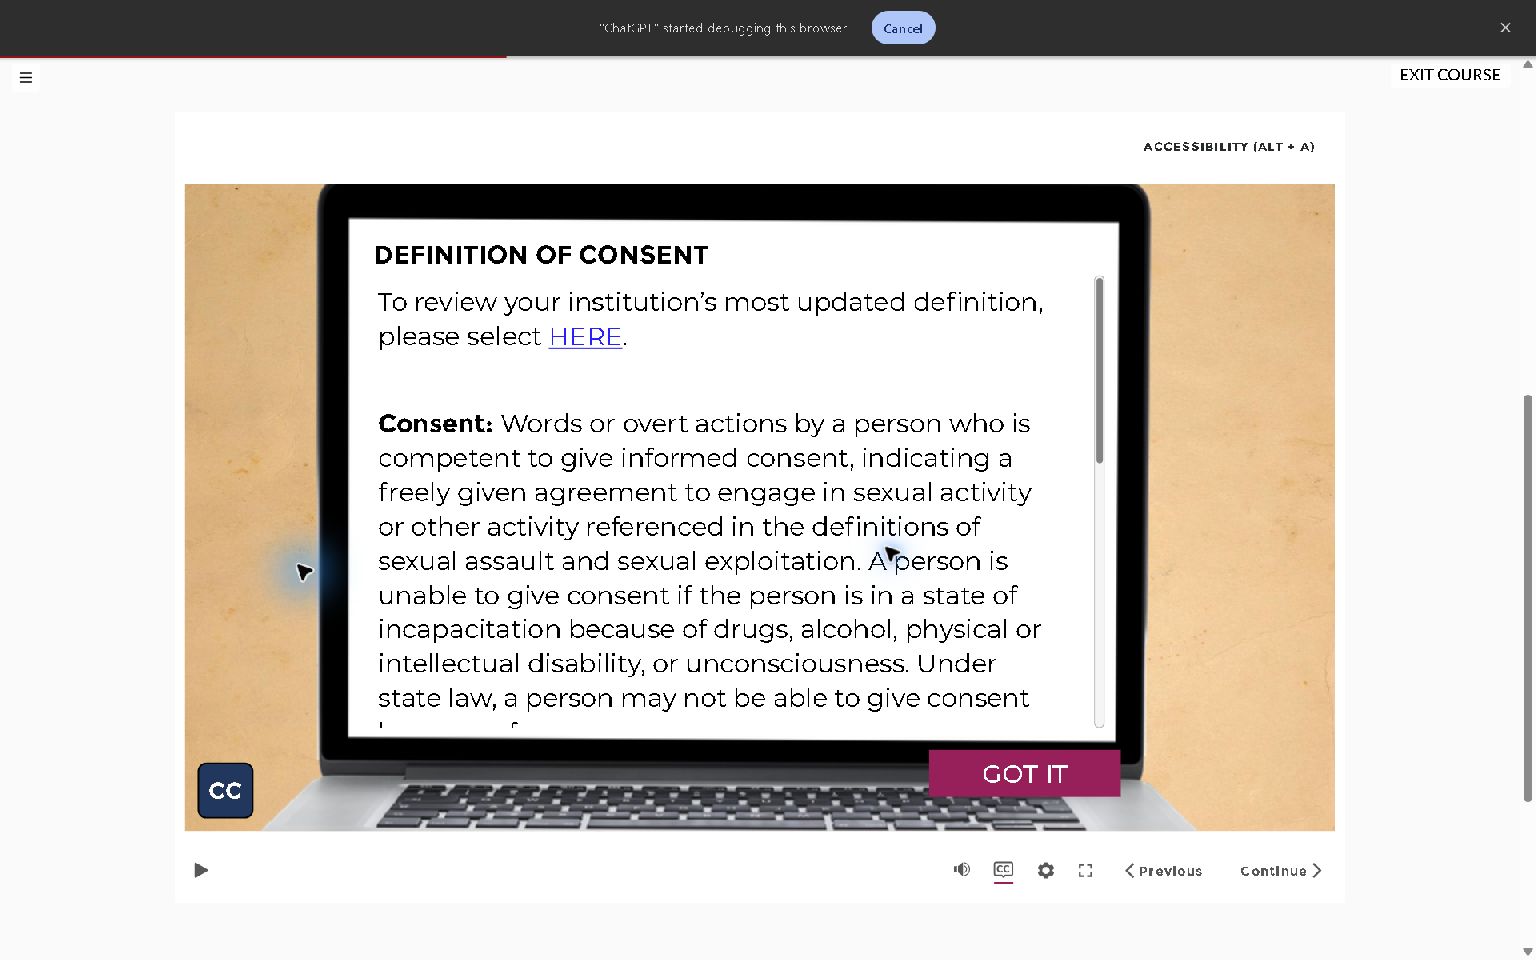 "ChatGPT" started debugging this browser
Cancel
EXIT COURSE
ACCESSIBILITY (ALT + A)
DEFINITION OF CONSENT
To review your institution’s most updated definition,
please select HERE.
Consent: Words or overt actions by a person who is
competent to give informed consent, indicating a
freely given agreement to engage in sexual activity
or other activity referenced in the definitions of
sexual assault and sexual exploitation. A person is
unable to give consent if the person is in a state of
incapacitation because of drugs, alcohol, physical or
intellectual disability, or unconsciousness. Under
state law, a person may not be able to give consent
GOT IT
CC
CC
Previous
Continue